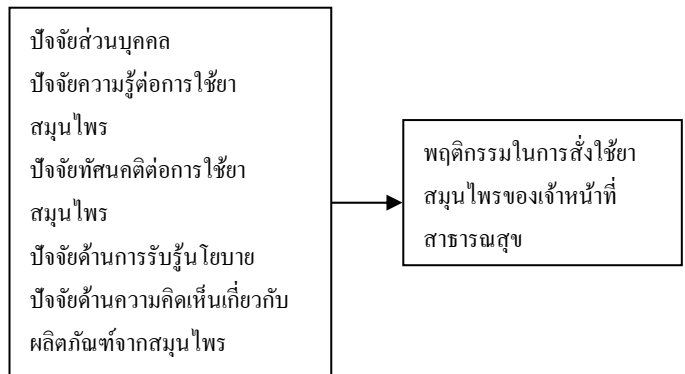 ปัจจัยส่วนบุคคล
ปัจจัยความรู้ต่อการใช้ยา
สมุนไพร
ปัจจัยทัศนคติต่อการใช้ยา
สมุนไพร
ปัจจัยด้านการรับรู้นโยบาย
ปัจจัยด้านความคิดเห็นเกี่ยวกับ
ผลิตภัณฑ์จากสมุนไพร
พฤติกรรมในการสั่งใช้ยา
สมุนไพรของเจ้าหน้าที่
สาธารณสุข